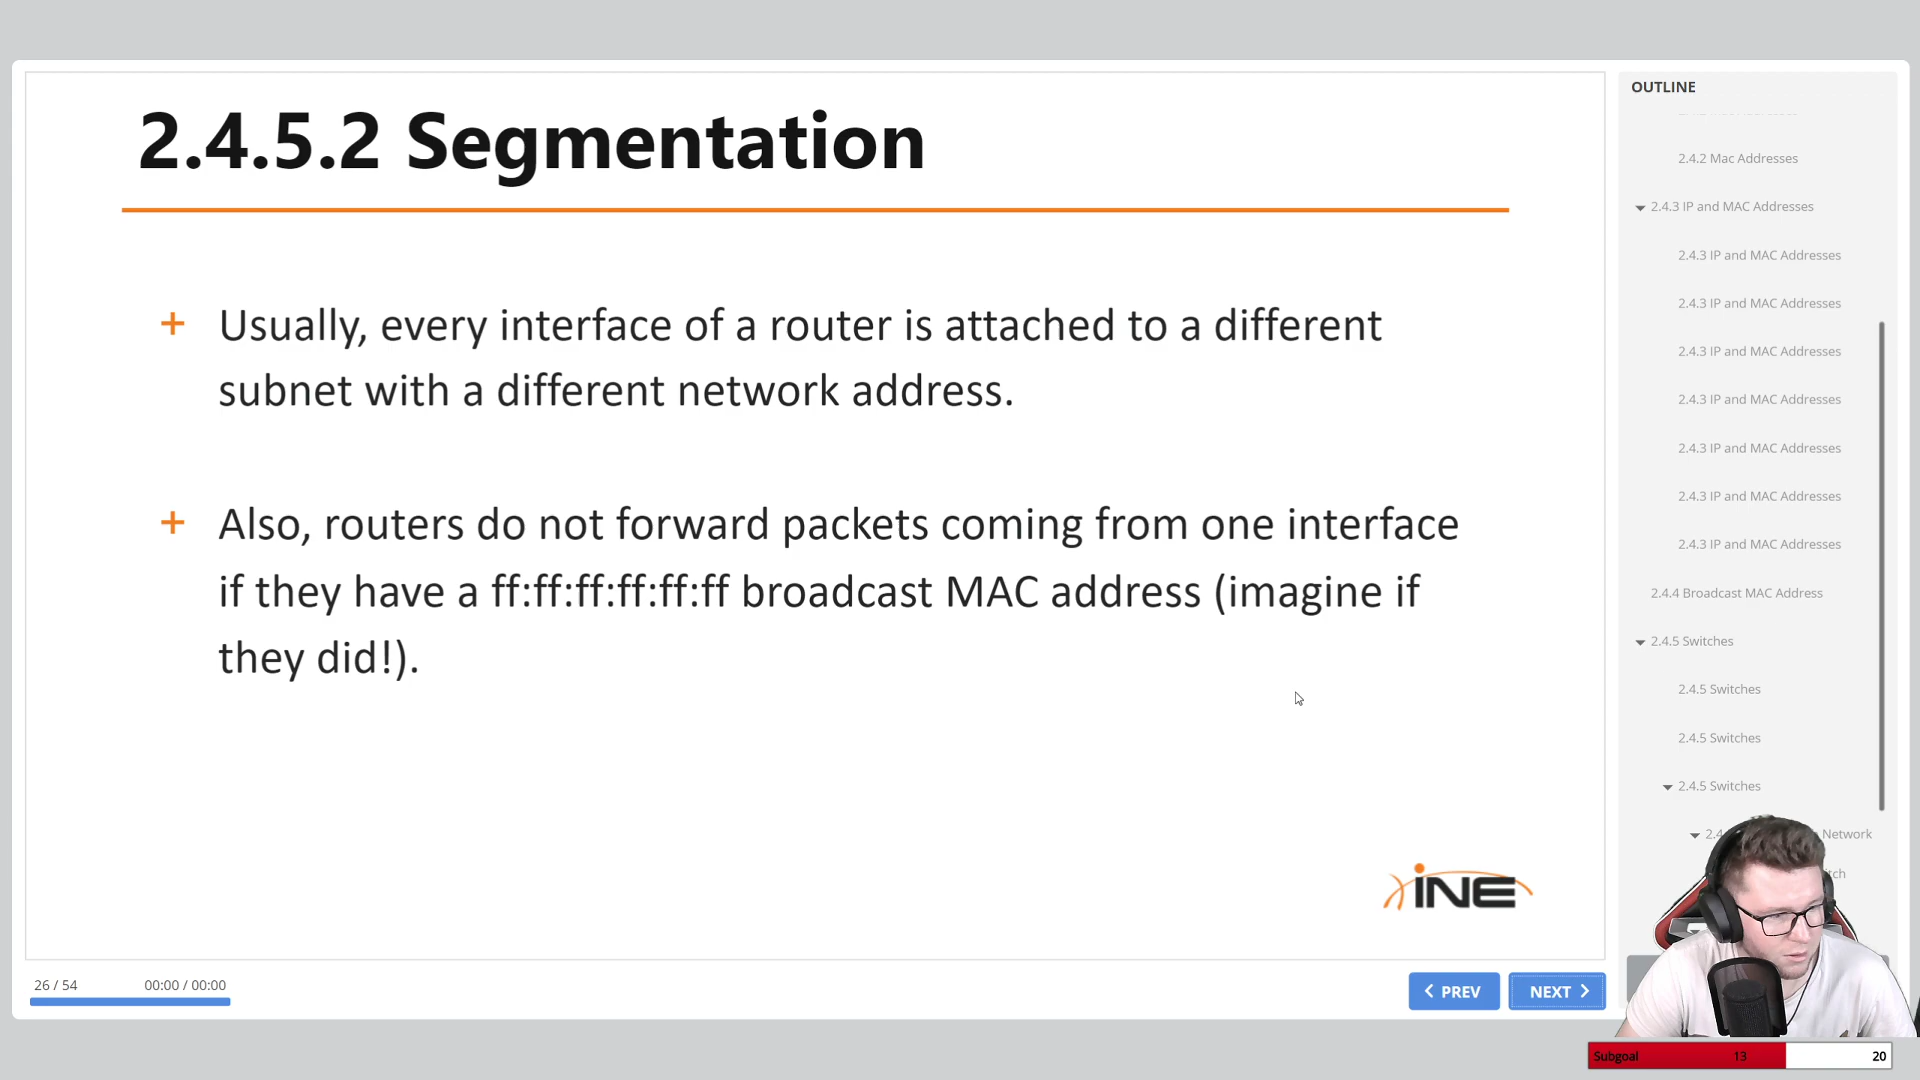 2.4.5.2 Segmentation
+ Usually, every interface of a router is attached to a different
subnet with a different network address.
+ Also, routers do not forward packets coming from one interface
if they have a ff:ff:ff:ff:ff:ff broadcast MAC address (imagine if
they did!).
iNE
26 / 54
00:00 / 00:00
PREV
NEXT
OUTLINE
2.4.2 Mac Addresses
2.4.3 IP and MAC Addresses
2.4.3 IP and MAC Addresses
2.4.3 IP and MAC Addresses
2.4.3 IP and MAC Addresses
2.4.3 IP and MAC Addresses
2.4.3 IP and MAC Addresses
2.4.3 IP and MAC Addresses
2.4.3 IP and MAC Addresses
2.4.4 Broadcast MAC Address
2.4.5 Switches
2.4.5 Switches
2.4.5 Switches
2.4.5 Switches
Network
Subgoal 13 20